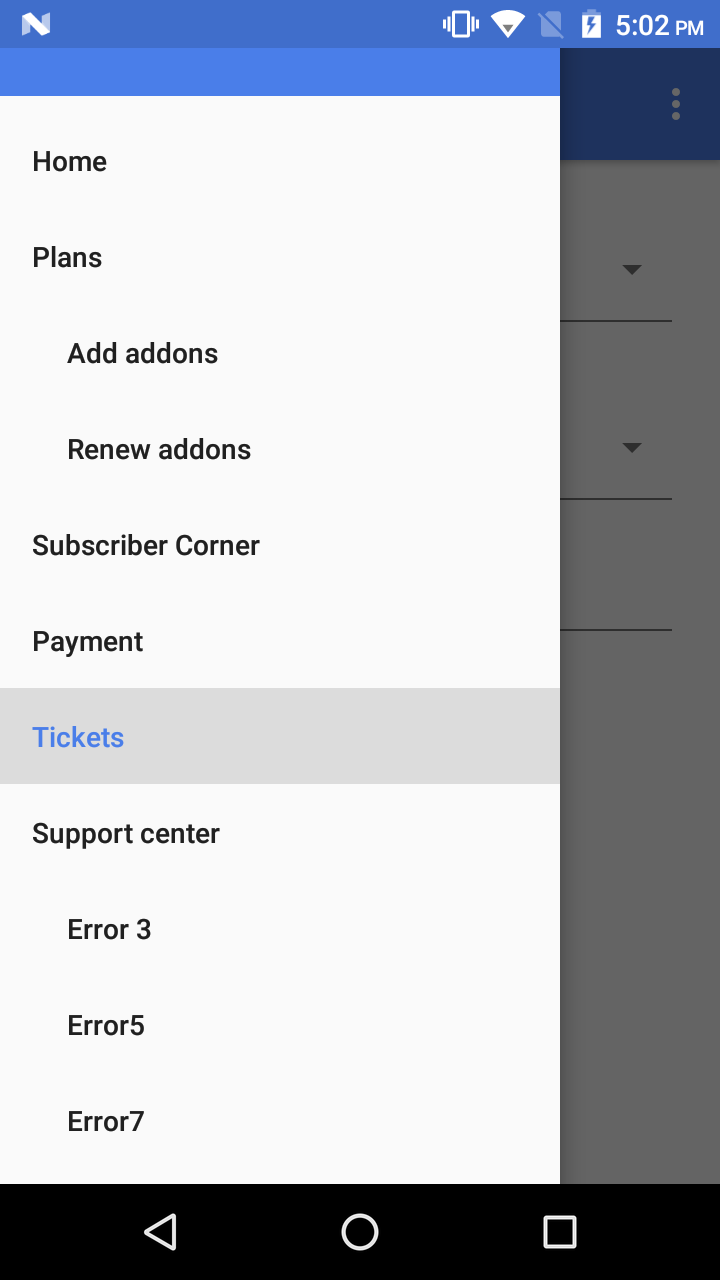 5:02 PM
Home
Plans
Add addons
Renew addons
Subscriber Corner
Payment
Tickets
Support center
Error 3
Error5
Error7